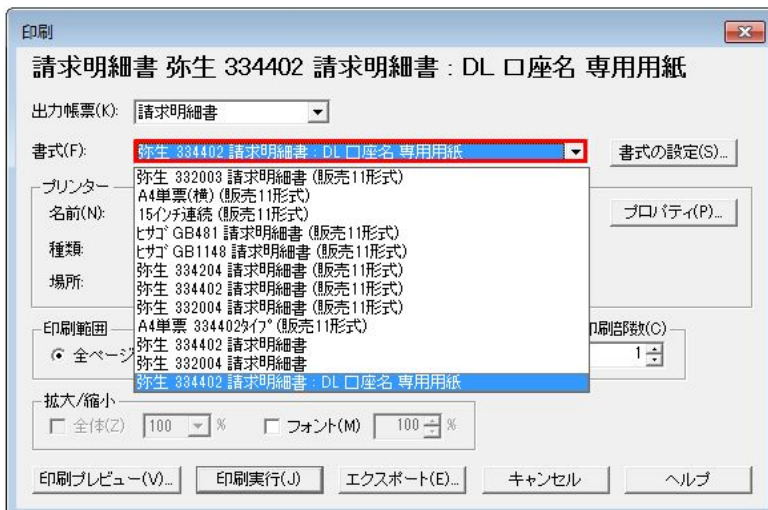 印刷
請求明細書 弥生 334402 請求明細書 : DL 口座名 専用用紙
出力帳票(K): 請求明細書
書式(F): 弥生 334402 請求明細書 : DL 口座名 専用用紙 書式の設定(S)...
弥生 332003 請求明細書 (販売11形式)
プリンター
A4単票(横) (販売11形式)
名前(N): 15インチ連続 (販売11形式) プロパティ(P)...
ヒサゴ GB481 請求明細書 (販売11形式)
種類: ヒサゴ GB1148 請求明細書 (販売11形式)
弥生 334204 請求明細書 (販売11形式)
場所: 弥生 334402 請求明細書 (販売11形式)
弥生 332004 請求明細書 (販売11形式)
印刷範囲 A4単票 334402タイプ (販売11形式) 印刷部数(C)
弥生 334402 請求明細書
全ページ 弥生 332004 請求明細書 1
弥生 334402 請求明細書 : DL 口座名 専用用紙
拡大/縮小
全体(Z) 100 % フォント(M) 100 %
印刷プレビュー(V)... 印刷実行(J) エクスポート(E)... キャンセル ヘルプ